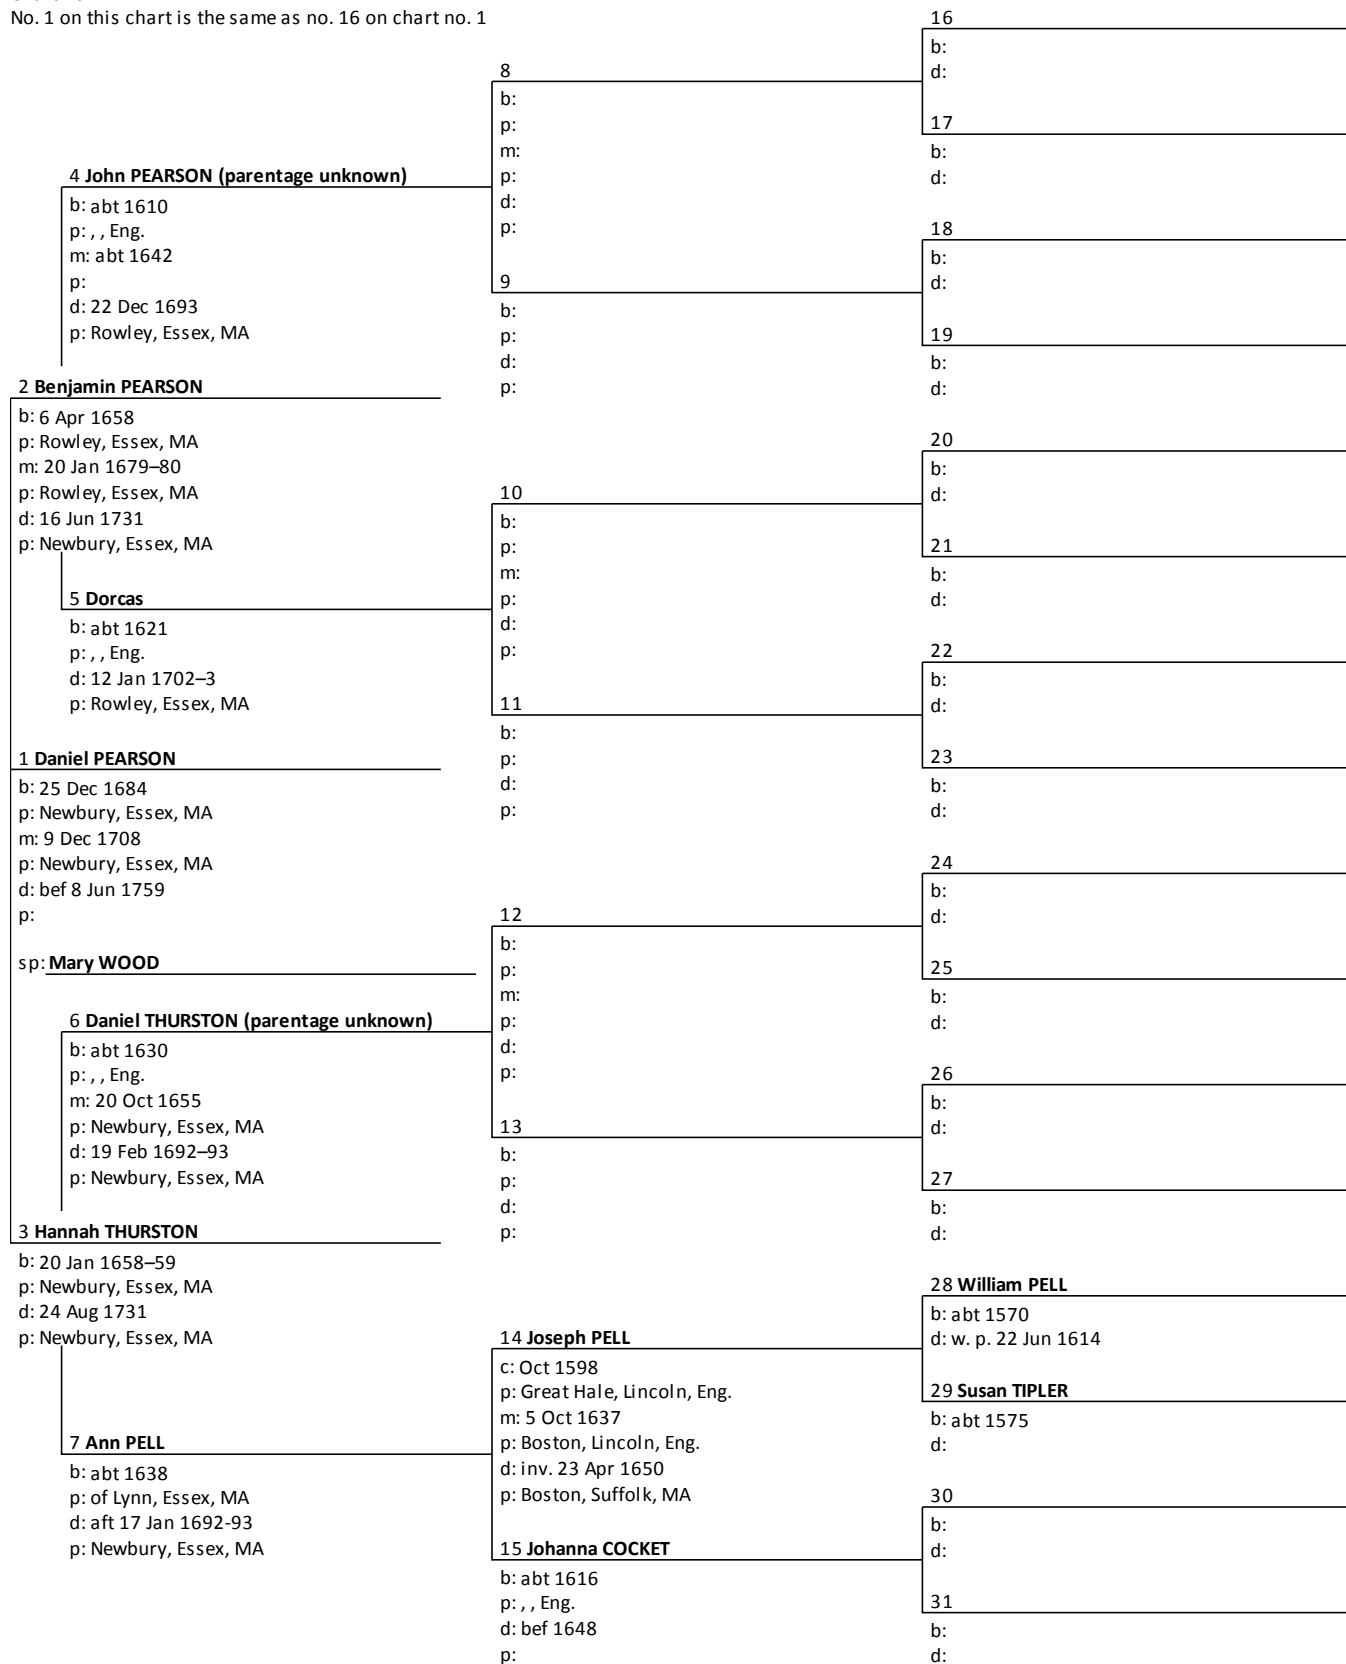 No. 1 on this chart is the same as no. 16 on chart no. 1
4 John PEARSON (parentage unknown)
b: abt 1610
p: , , Eng.
m: abt 1642
p:
d: 22 Dec 1693
p: Rowley, Essex, MA
2 Benjamin PEARSON
b: 6 Apr 1658
p: Rowley, Essex, MA
m: 20 Jan 1679–80
p: Rowley, Essex, MA
d: 16 Jun 1731
p: Newbury, Essex, MA
5 Dorcas
b: abt 1621
p: , , Eng.
d: 12 Jan 1702–3
p: Rowley, Essex, MA
1 Daniel PEARSON
b: 25 Dec 1684
p: Newbury, Essex, MA
m: 9 Dec 1708
p: Newbury, Essex, MA
d: bef 8 Jun 1759
p:
sp: Mary WOOD
6 Daniel THURSTON (parentage unknown)
b: abt 1630
p: , , Eng.
m: 20 Oct 1655
p: Newbury, Essex, MA
d: 19 Feb 1692–93
p: Newbury, Essex, MA
3 Hannah THURSTON
b: 20 Jan 1658–59
p: Newbury, Essex, MA
d: 24 Aug 1731
p: Newbury, Essex, MA
7 Ann PELL
b: abt 1638
p: of Lynn, Essex, MA
d: aft 17 Jan 1692-93
p: Newbury, Essex, MA
8
b:
p:
m:
p:
d:
p:
9
b:
p:
d:
p:
10
b:
p:
m:
p:
d:
p:
11
b:
p:
d:
p:
12
b:
p:
m:
p:
d:
p:
13
b:
p:
d:
p:
14 Joseph PELL
c: Oct 1598
p: Great Hale, Lincoln, Eng.
m: 5 Oct 1637
p: Boston, Lincoln, Eng.
d: inv. 23 Apr 1650
p: Boston, Suffolk, MA
15 Johanna COCKET
b: abt 1616
p: , , Eng.
d: bef 1648
p:
16
b:
d:
17
b:
d:
18
b:
d:
19
b:
d:
20
b:
d:
21
b:
d:
22
b:
d:
23
b:
d:
24
b:
d:
25
b:
d:
26
b:
d:
27
b:
d:
28 William PELL
b: abt 1570
d: w. p. 22 Jun 1614
29 Susan TIPLER
b: abt 1575
d:
30
b:
d:
31
b:
d: